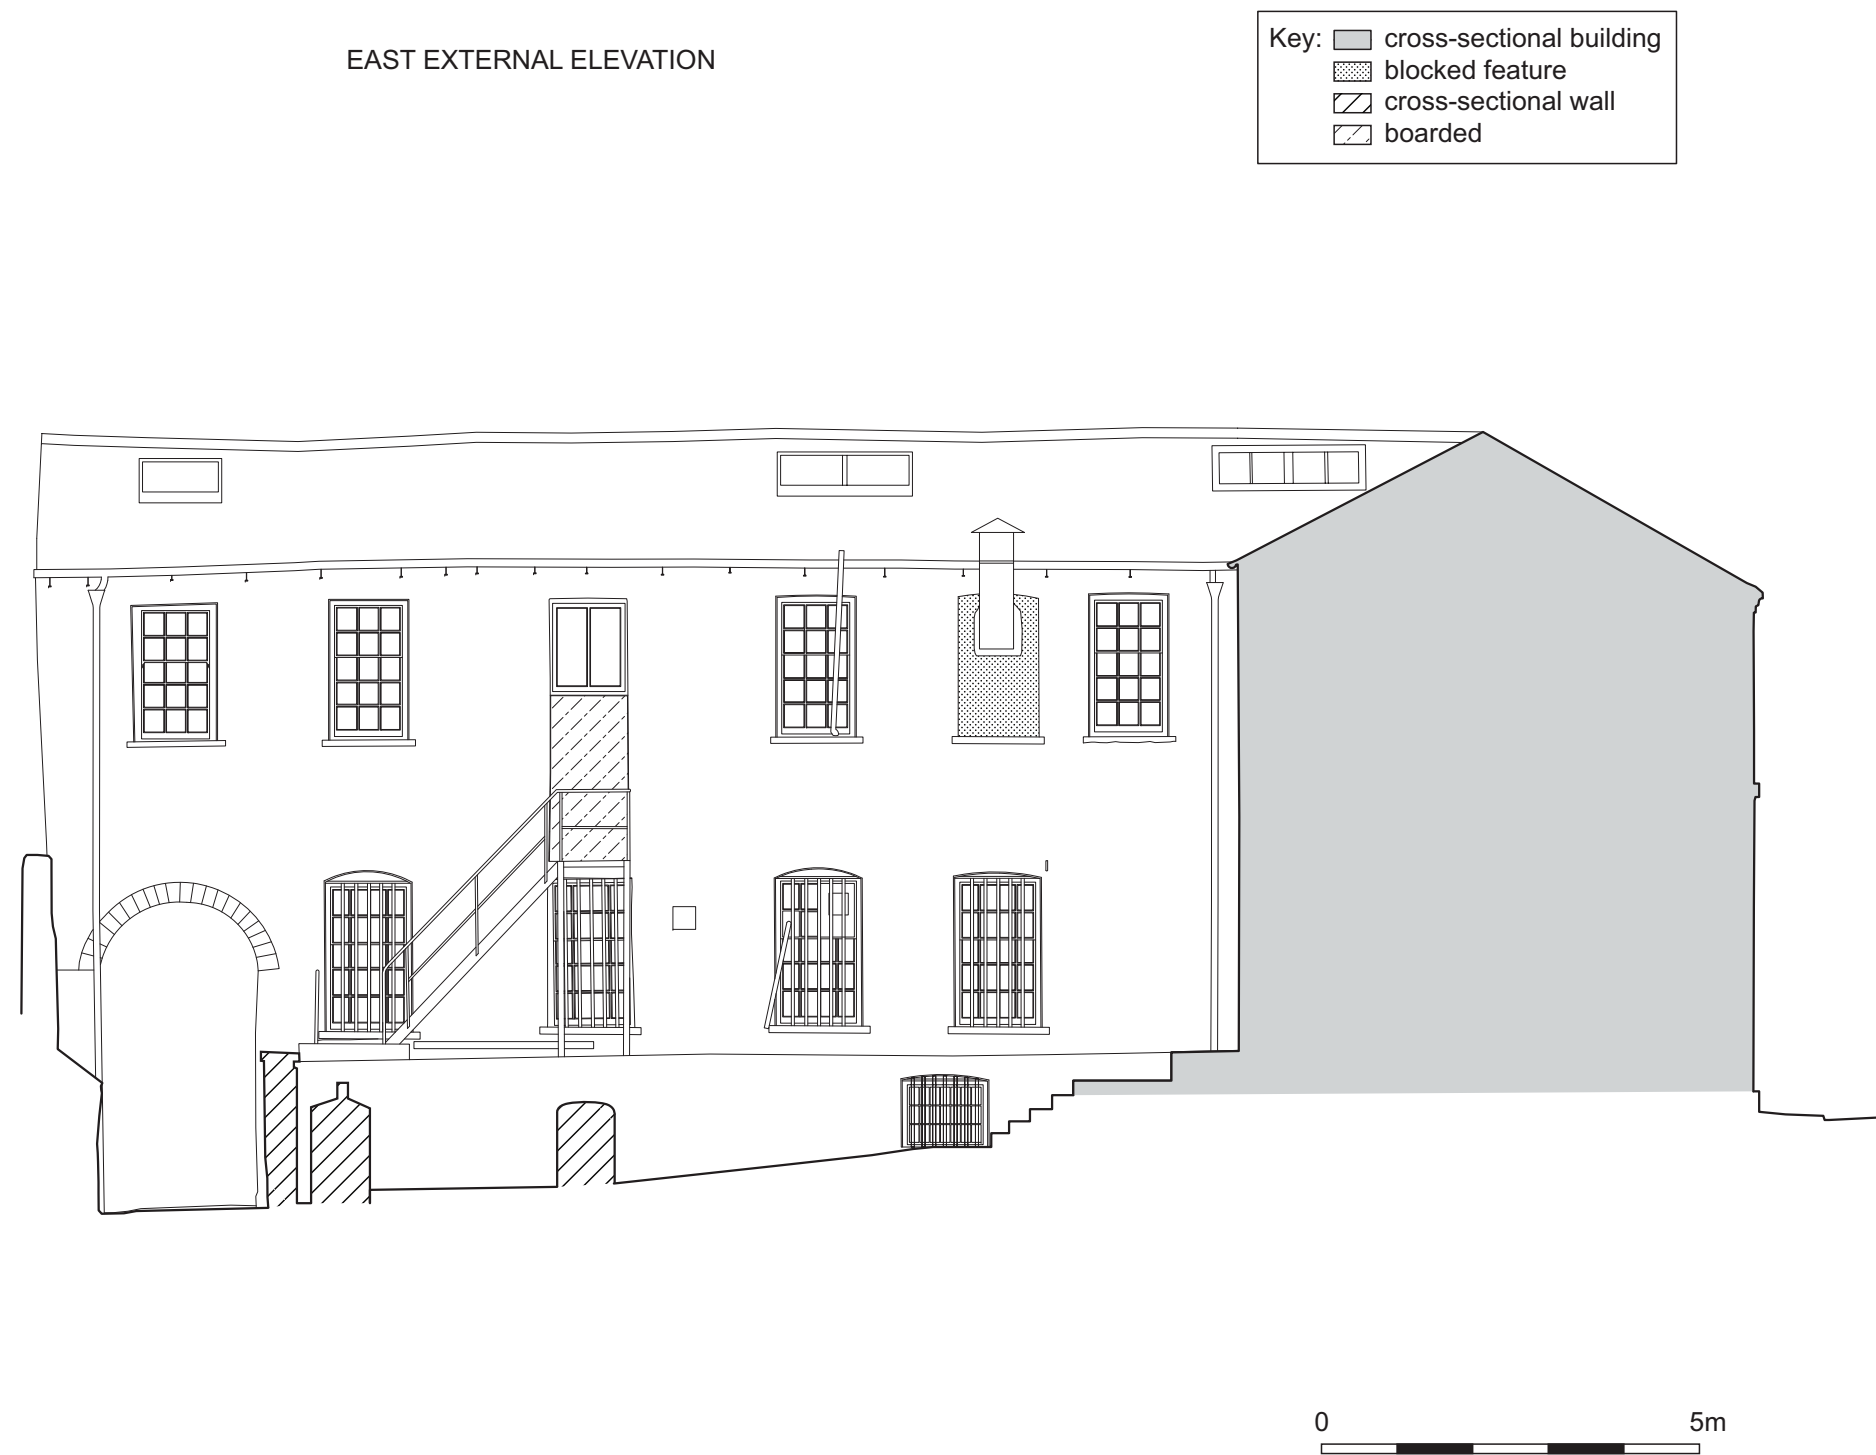 EAST EXTERNAL ELEVATION
Key: cross-sectional building
blocked feature
cross-sectional wall
boarded
0 5m